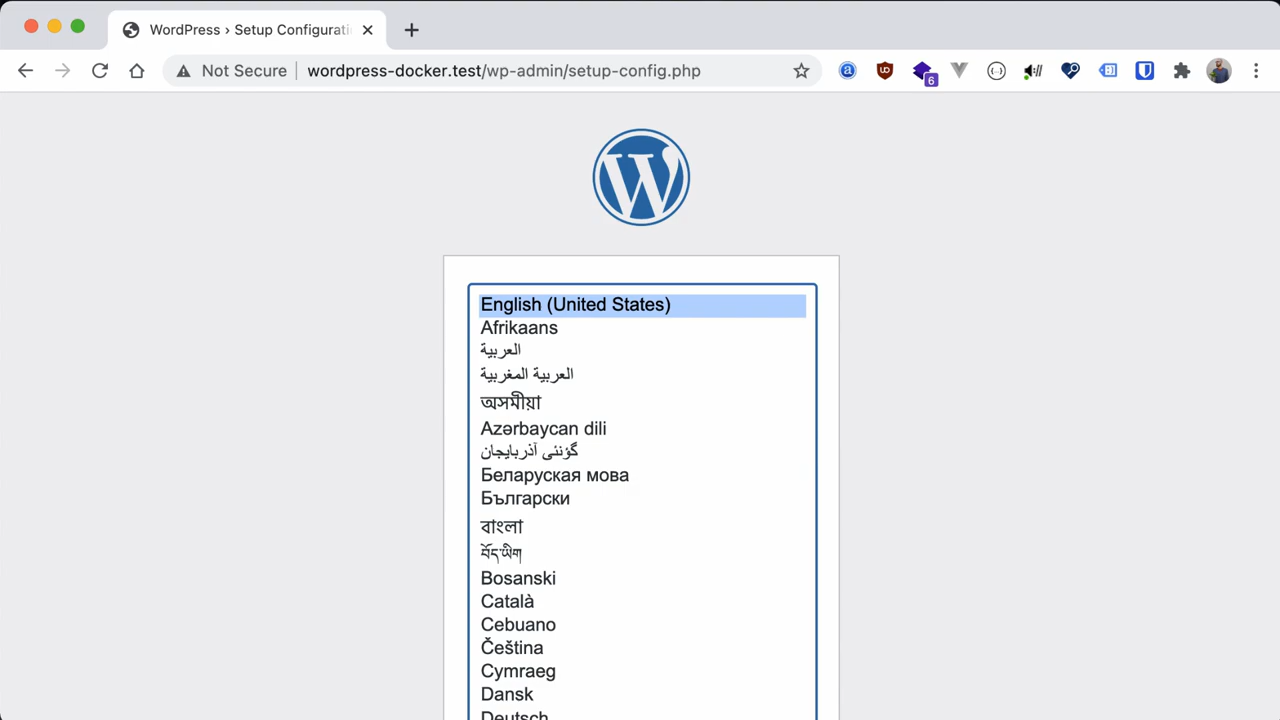 WordPress › Setup Configurati
Not Secure
wordpress-docker.test/wp-admin/setup-config.php
6
English (United States)
Afrikaans
العربية
العربية المغربية
অসমীয়া
Azərbaycan dili
گؤنئی آذربایجان
Беларуская мова
Български
বাংলা
བོད་ཡིག
Bosanski
Català
Cebuano
Čeština
Cymraeg
Dansk
Deutsch